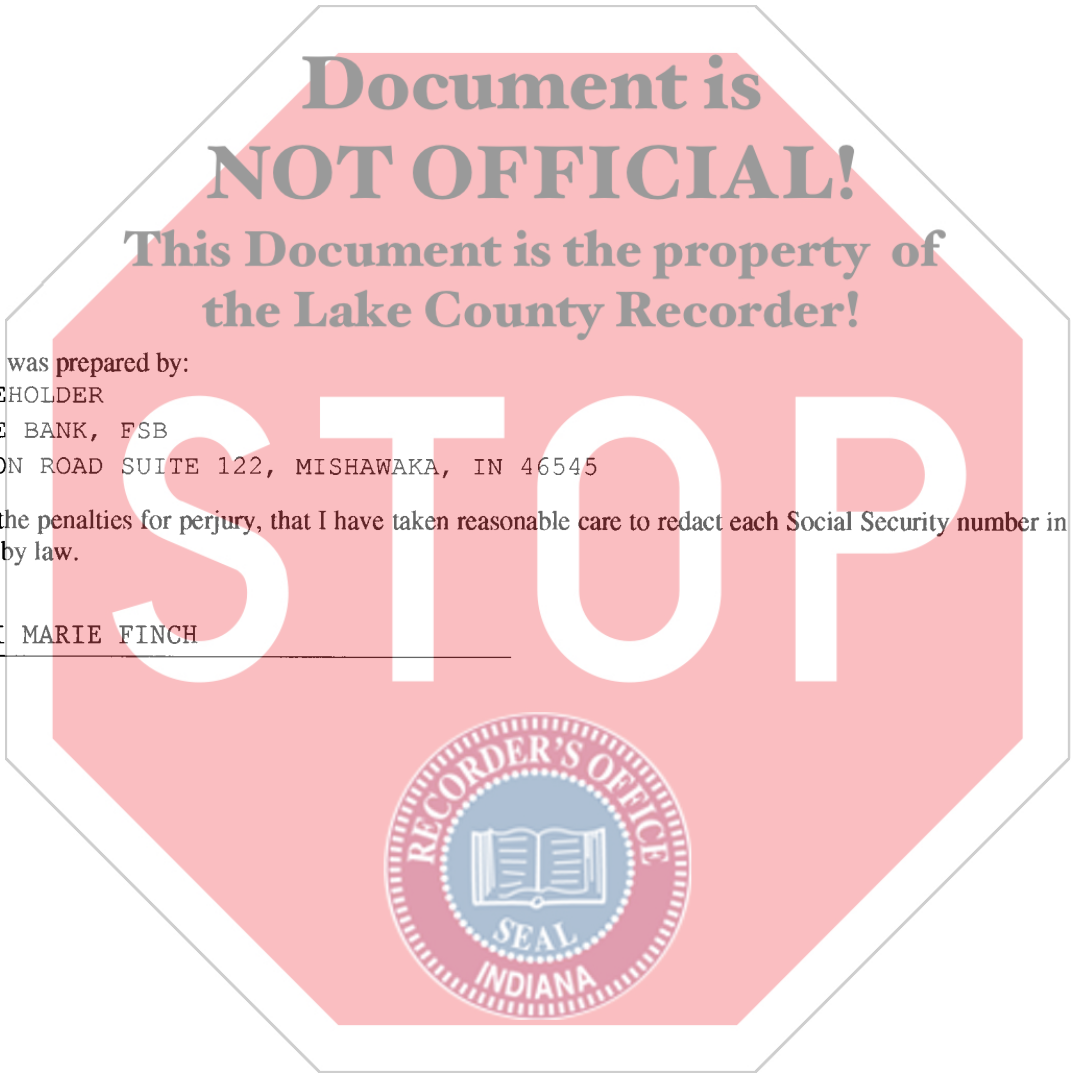 Document is
NOT OFFICIAL!
This Document is the property of
the Lake County Recorder!
was prepared by:
EHOLDER
E BANK, FSB
ON ROAD SUITE 122, MISHAWAKA, IN 46545
the penalties for perjury, that I have taken reasonable care to redact each Social Security number in
by law.
I MARIE FINCH
STOP
RECORDER'S OFFICE
SEAL
INDIANA